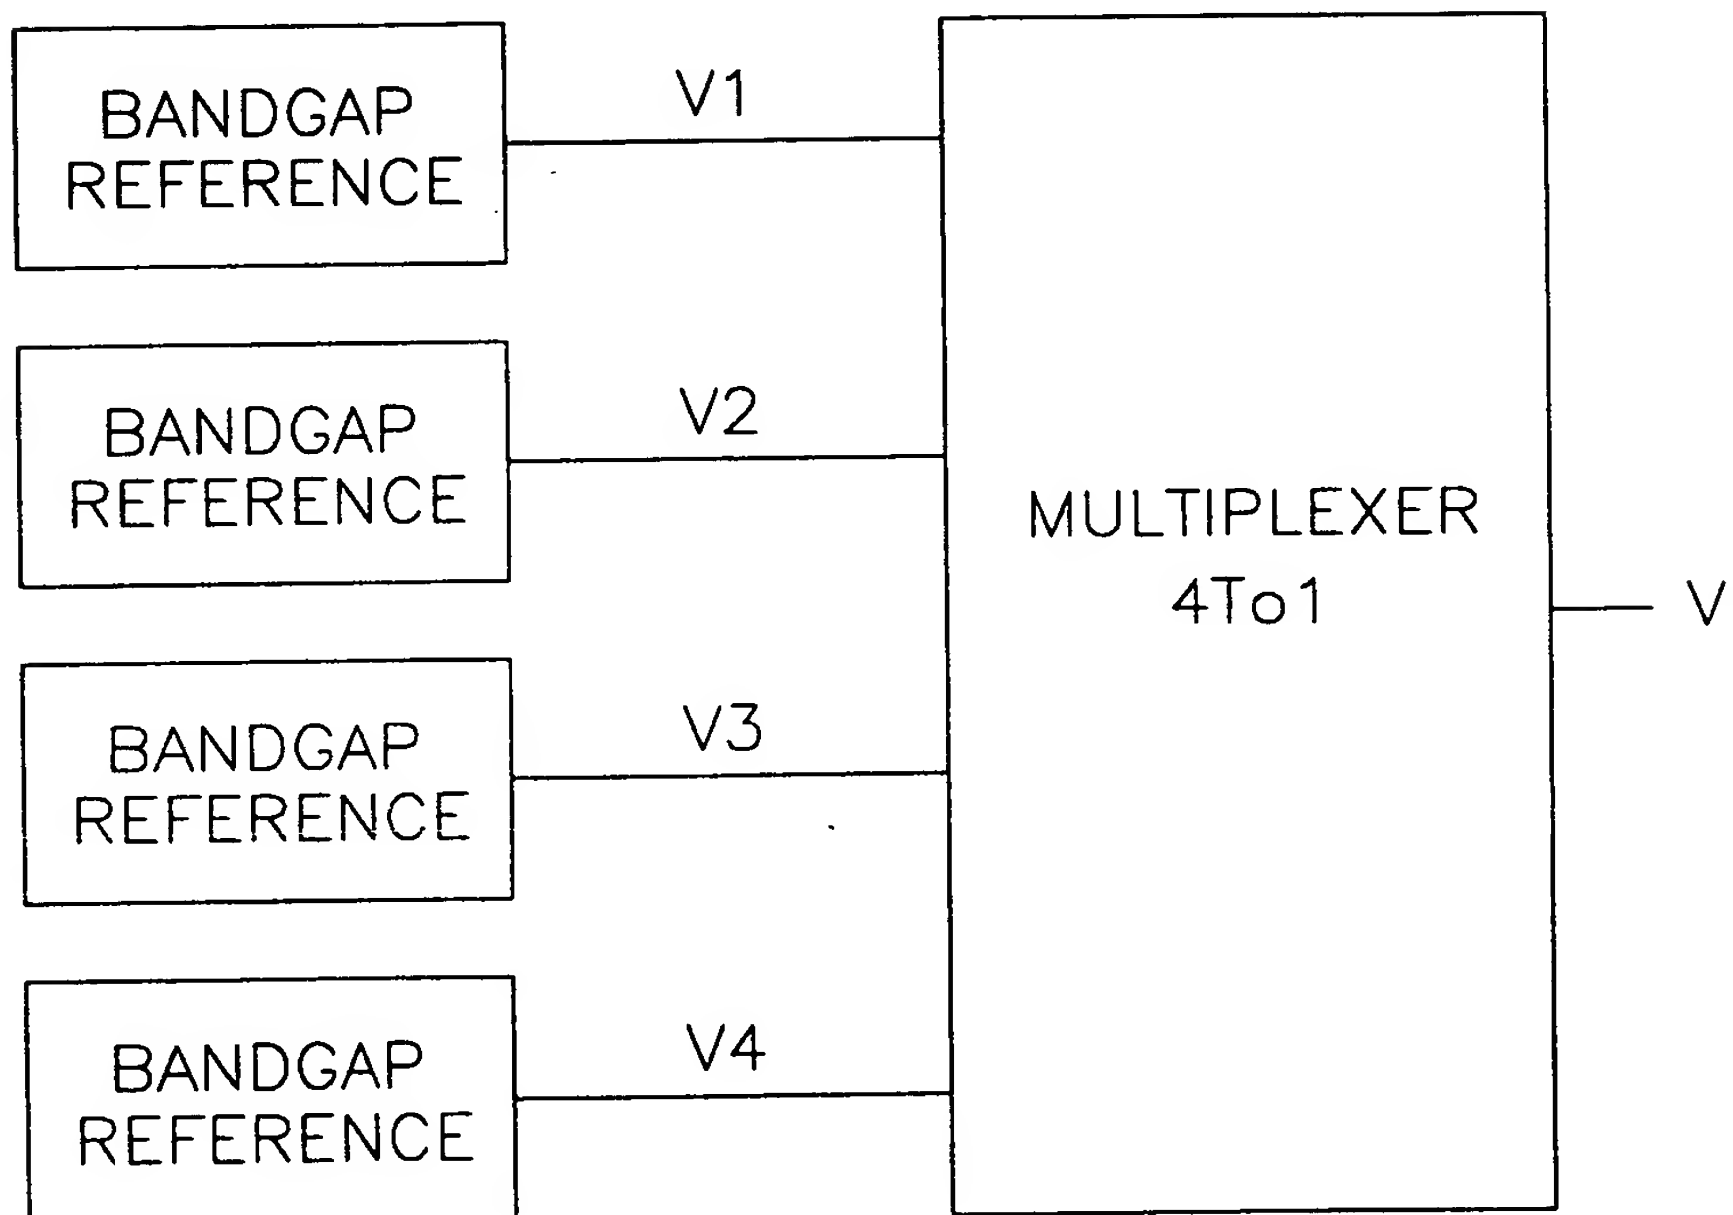 BANDGAP
REFERENCE
V1
BANDGAP
REFERENCE
V2
BANDGAP
REFERENCE
V3
BANDGAP
REFERENCE
V4
MULTIPLEXER
4To1
V